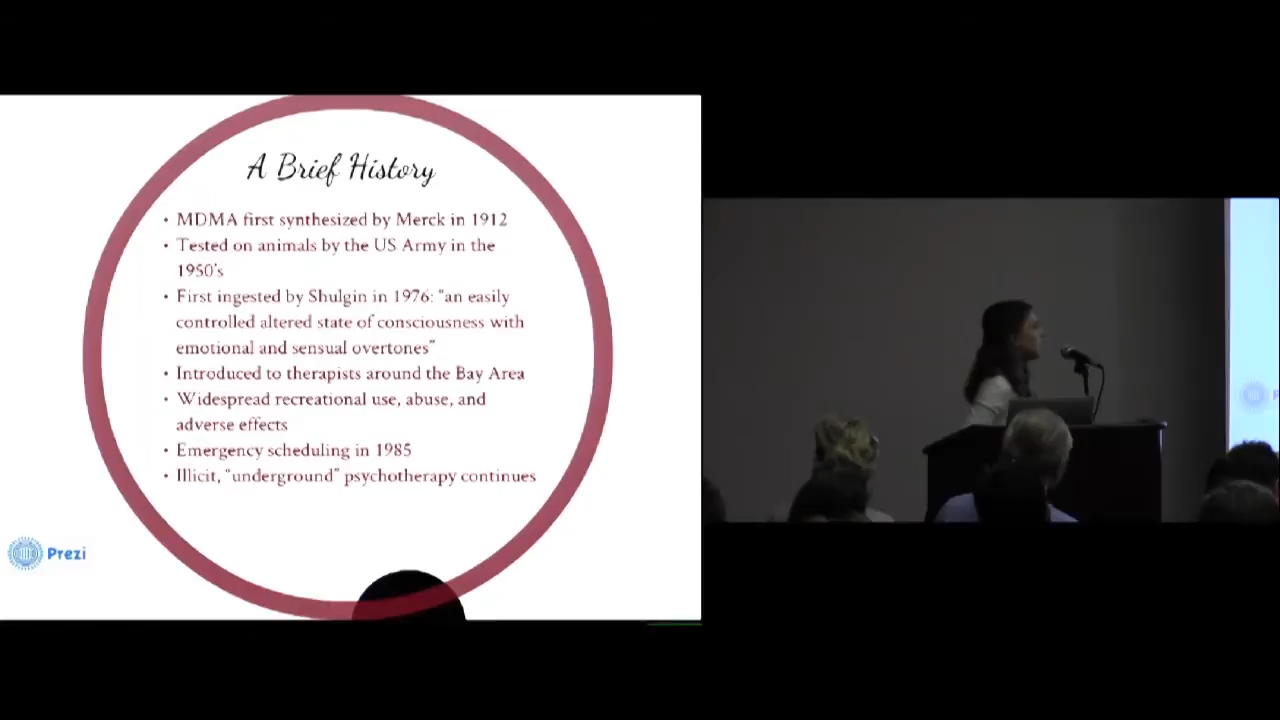 A Brief History
• MDMA first synthesized by Merck in 1912
• Tested on animals by the US Army in the
1950's
• First ingested by Shulgin in 1976: "an easily
controlled altered state of consciousness with
emotional and sensual overtones"
• Introduced to therapists around the Bay Area
• Widespread recreational use, abuse, and
adverse effects
• Emergency scheduling in 1985
• Illicit, "underground" psychotherapy continues
Prezi